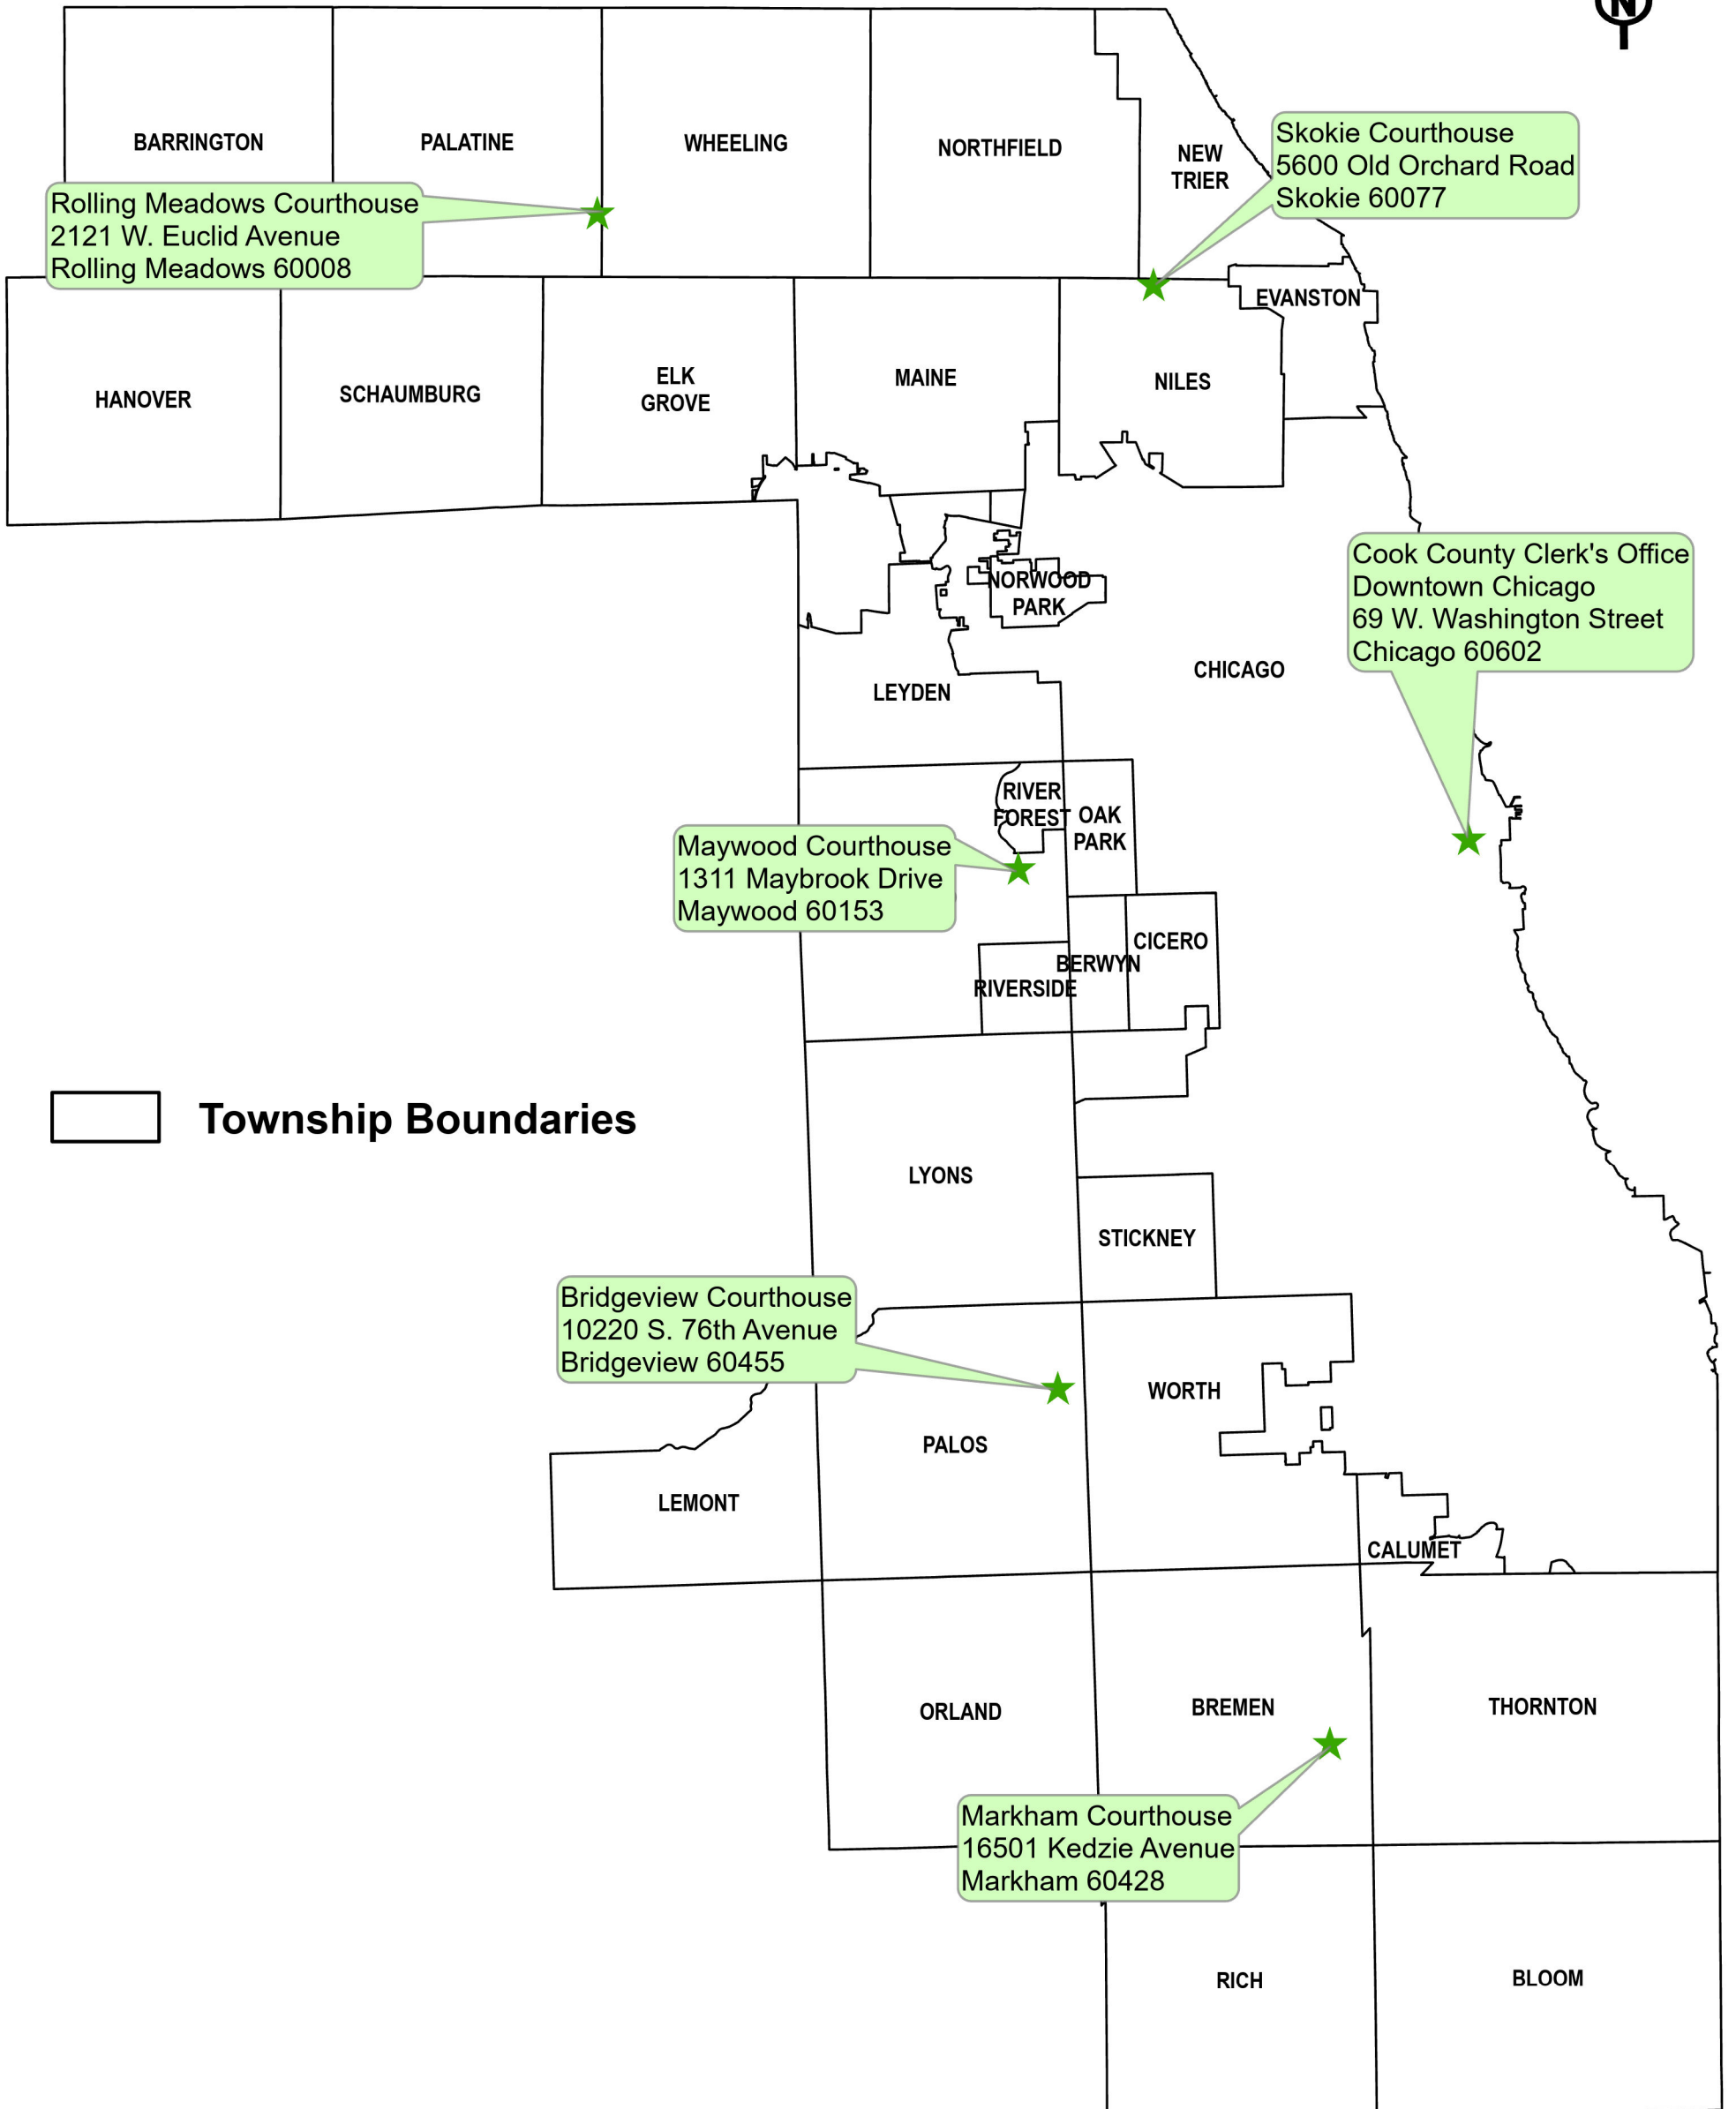 N
BARRINGTON
PALATINE
WHEELING
NORTHFIELD
NEW
TRIER
Skokie Courthouse
5600 Old Orchard Road
Skokie 60077
Rolling Meadows Courthouse
2121 W. Euclid Avenue
Rolling Meadows 60008
EVANSTON
HANOVER
SCHAUMBURG
ELK
GROVE
MAINE
NILES
Cook County Clerk's Office
Downtown Chicago
69 W. Washington Street
Chicago 60602
NORWOOD
PARK
CHICAGO
LEYDEN
RIVER
FOREST
OAK
PARK
Maywood Courthouse
1311 Maybrook Drive
Maywood 60153
CICERO
BERWYN
RIVERSIDE
Township Boundaries
LYONS
STICKNEY
Bridgeview Courthouse
10220 S. 76th Avenue
Bridgeview 60455
WORTH
PALOS
LEMONT
CALUMET
ORLAND
BREMEN
THORNTON
Markham Courthouse
16501 Kedzie Avenue
Markham 60428
RICH
BLOOM